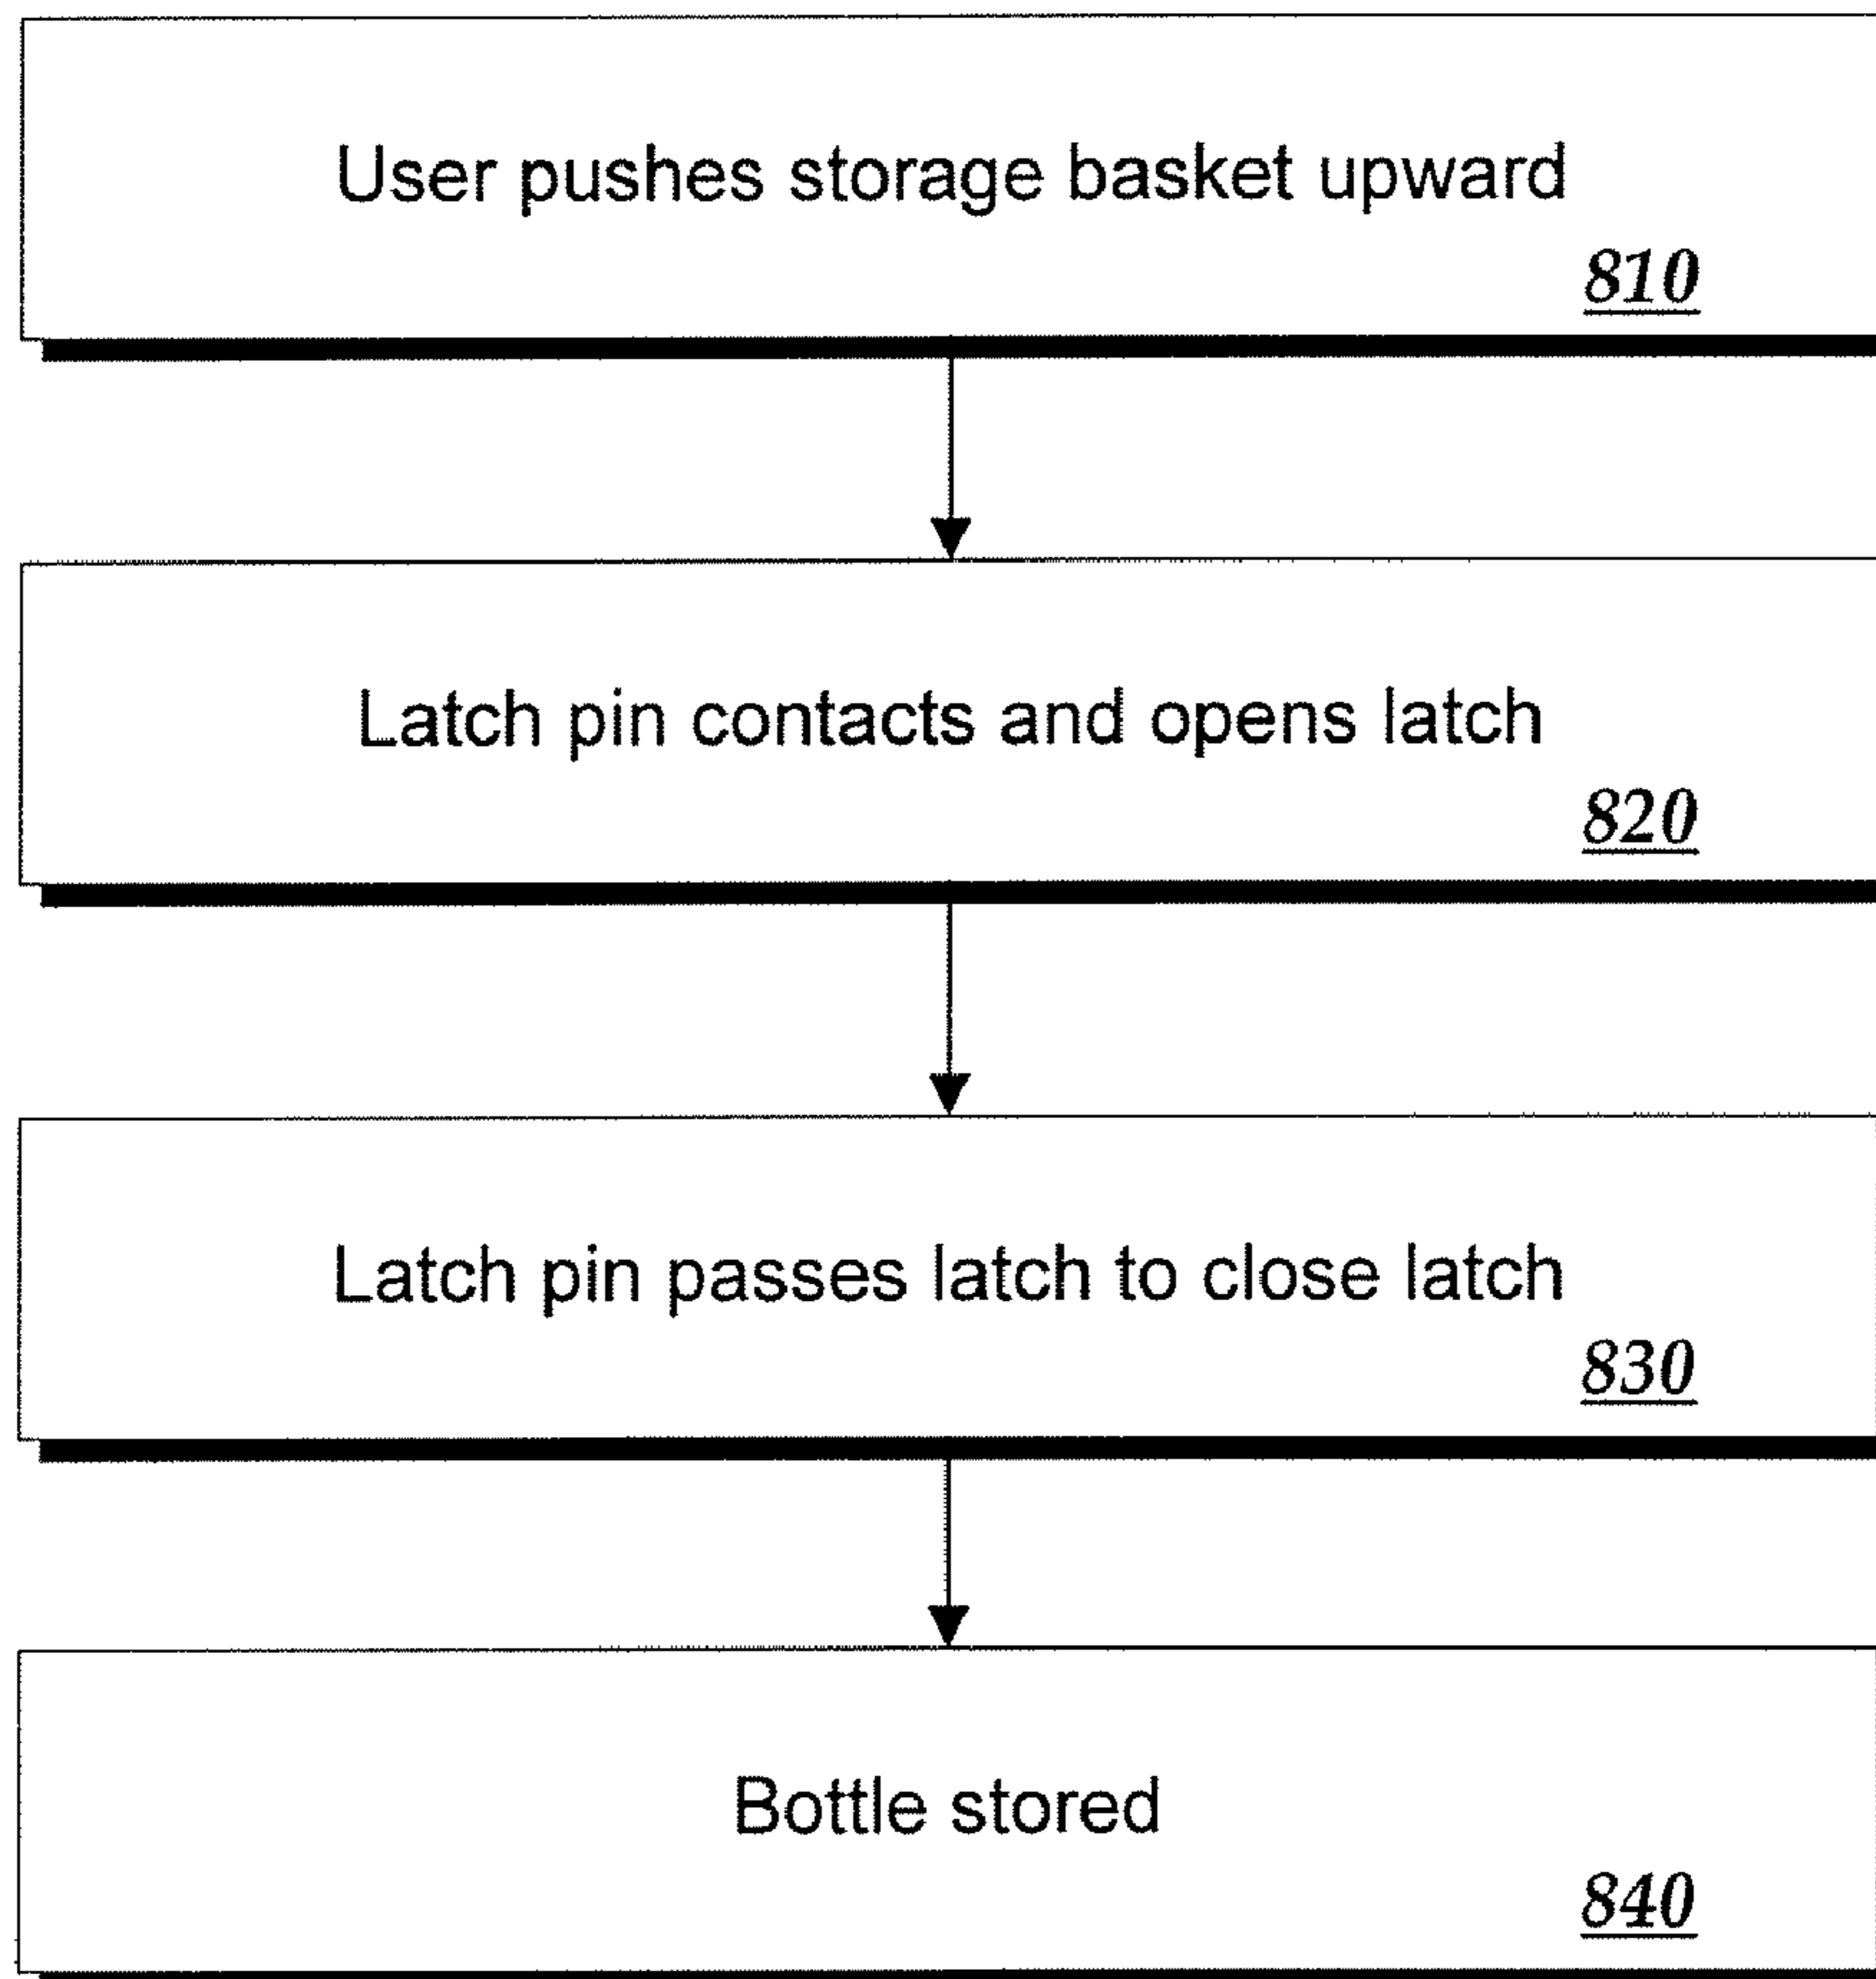 User pushes storage basket upward
810
Latch pin contacts and opens latch
820
Latch pin passes latch to close latch
830
Bottle stored
840